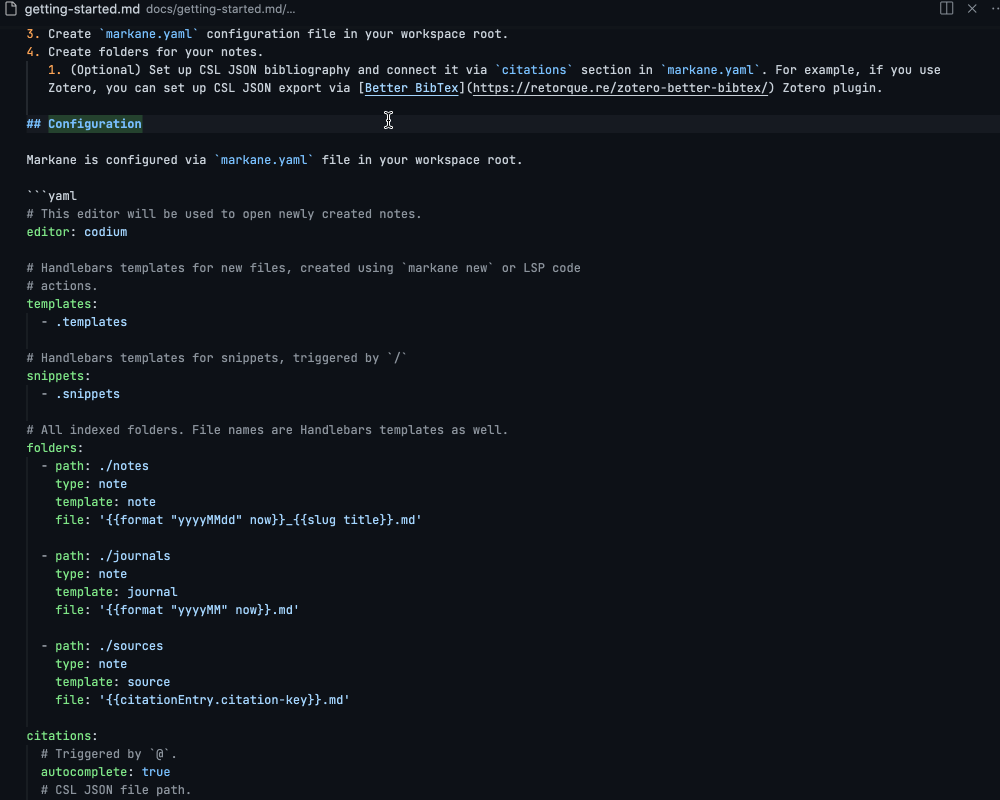 getting-started.md docs/getting-started.md/...
3. Create `markane.yaml` configuration file in your workspace root.
4. Create folders for your notes.
1. (Optional) Set up CSL JSON bibliography and connect it via `citations` section in `markane.yaml`. For example, if you use
Zotero, you can set up CSL JSON export via [Better BibTex](https://retorque.re/zotero-better-bibtex/) Zotero plugin.
## Configuration
Markane is configured via `markane.yaml` file in your workspace root.
```yaml
# This editor will be used to open newly created notes.
editor: codium
# Handlebars templates for new files, created using `markane new` or LSP code
# actions.
templates:
- .templates
# Handlebars templates for snippets, triggered by `/`
snippets:
- .snippets
# All indexed folders. File names are Handlebars templates as well.
folders:
- path: ./notes
type: note
template: note
file: '{{format "yyyyMMdd" now}}_{{slug title}}.md'
- path: ./journals
type: note
template: journal
file: '{{format "yyyyMM" now}}.md'
- path: ./sources
type: note
template: source
file: '{{citationEntry.citation-key}}.md'
citations:
# Triggered by `@`.
autocomplete: true
# CSL JSON file path.